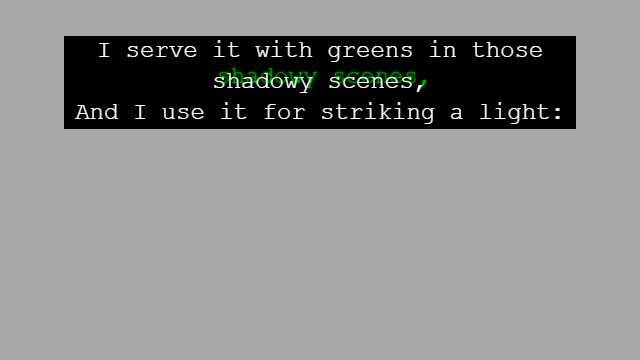 I serve it with greens in those
shadowy scenes,
And I use it for striking a light: